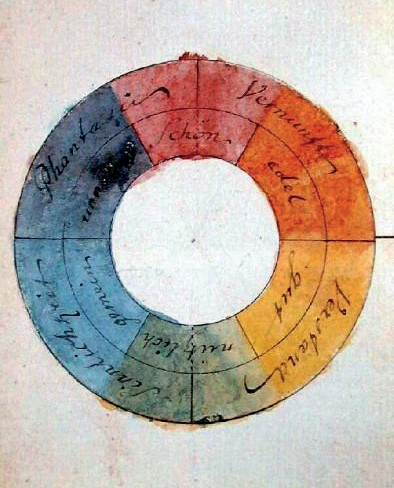 Phantasie
Vernunft
Verstand
Sinnlichkeit
Schön
edel
gut
nützlich
gemein